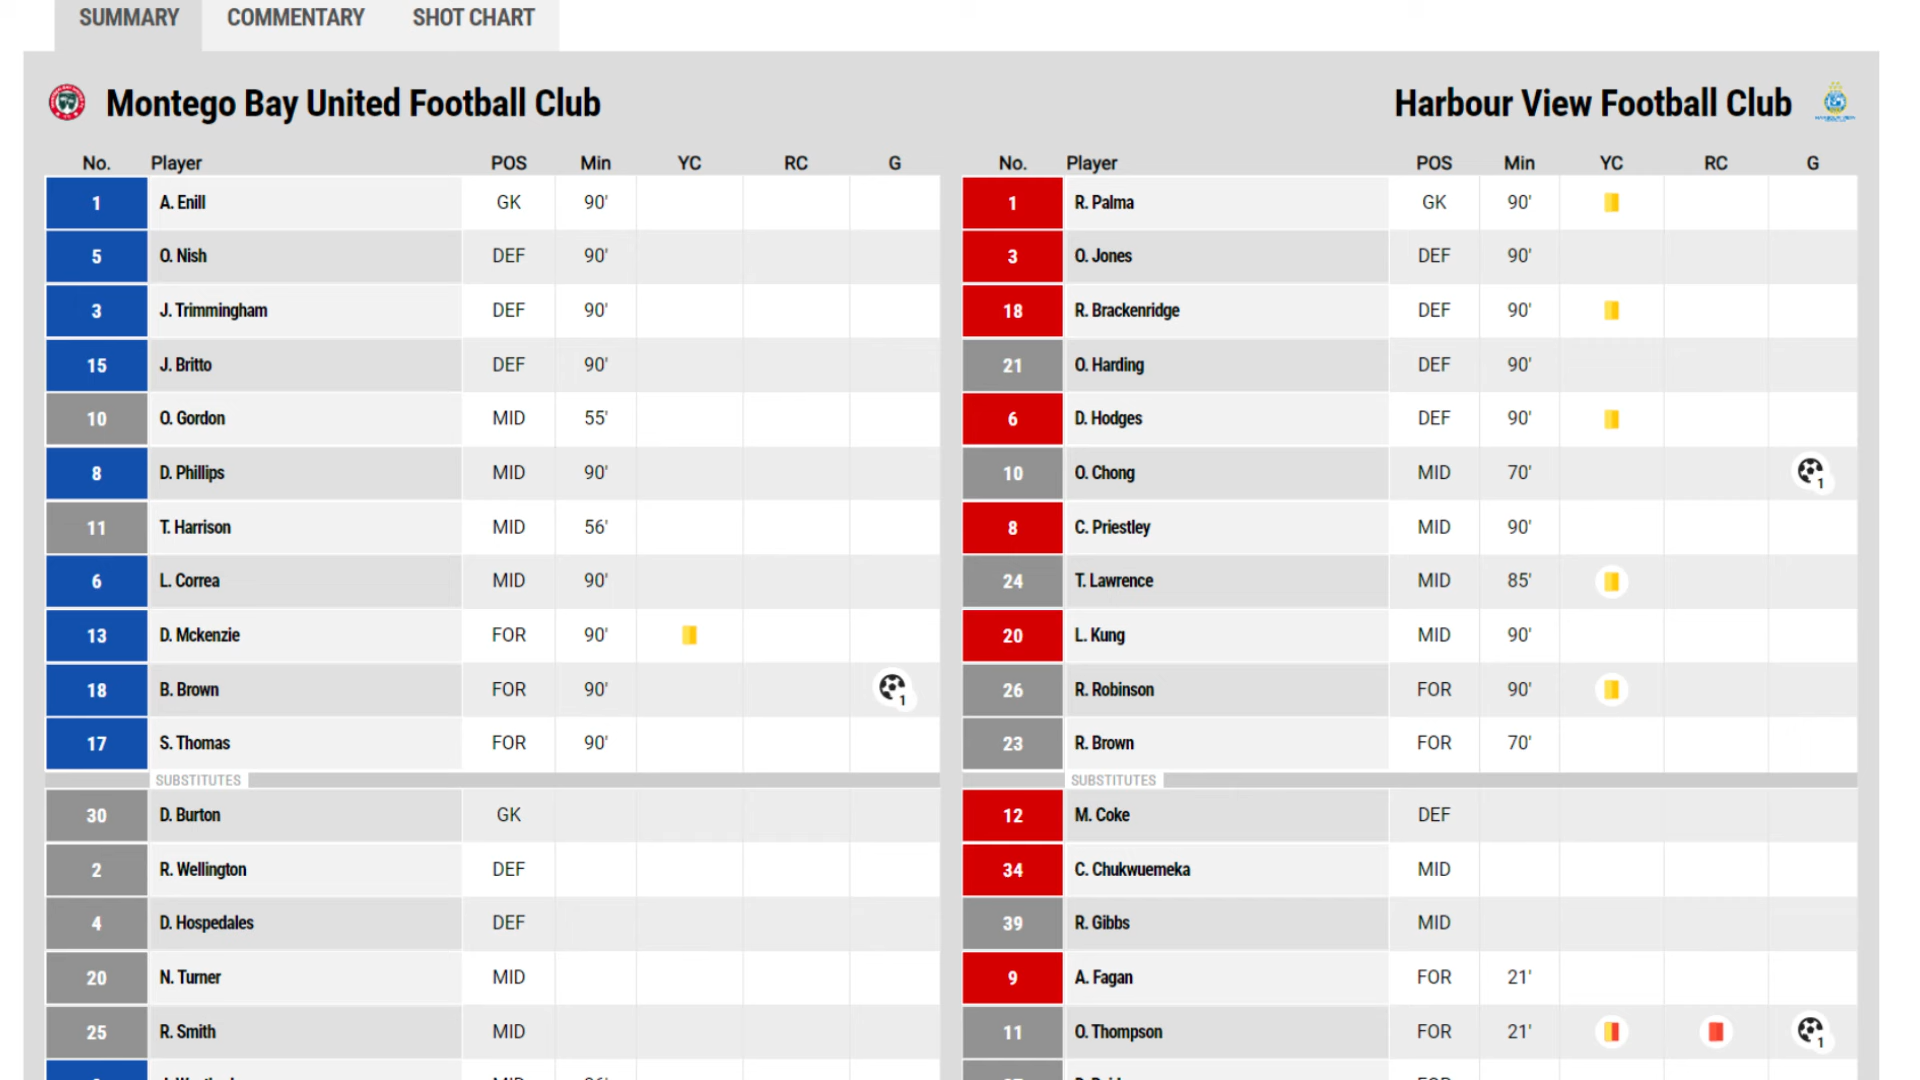 SUMMARY COMMENTARY SHOT CHART
Montego Bay United Football Club
Harbour View Football Club
No. Player POS Min YC RC G
1 A. Enill GK 90'
5 O. Nish DEF 90'
3 J. Trimmingham DEF 90'
15 J. Britto DEF 90'
10 O. Gordon MID 55'
8 D. Phillips MID 90'
11 T. Harrison MID 56'
6 L. Correa MID 90'
13 D. Mckenzie FOR 90'
18 B. Brown FOR 90' 1
17 S. Thomas FOR 90'
SUBSTITUTES
30 D. Burton GK
2 R. Wellington DEF
4 D. Hospedales DEF
20 N. Turner MID
25 R. Smith MID
No. Player POS Min YC RC G
1 R. Palma GK 90'
3 O. Jones DEF 90'
18 R. Brackenridge DEF 90'
21 O. Harding DEF 90'
6 D. Hodges DEF 90'
10 O. Chong MID 70' 1
8 C. Priestley MID 90'
24 T. Lawrence MID 85'
20 L. Kung MID 90'
26 R. Robinson FOR 90'
23 R. Brown FOR 70'
SUBSTITUTES
12 M. Coke DEF
34 C. Chukwuemeka MID
39 R. Gibbs MID
9 A. Fagan FOR 21'
11 O. Thompson FOR 21' 1